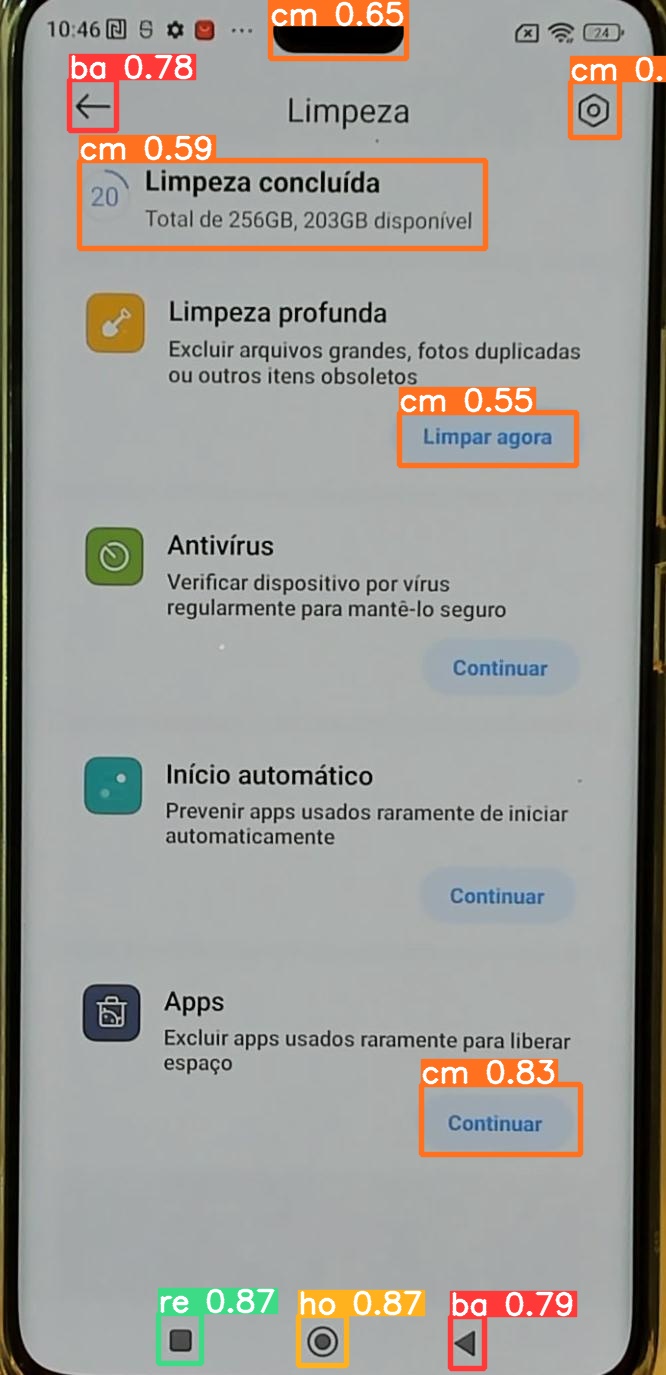 cm 0.65
10:46 ... 24
ba 0.78
cm 0.
Limpeza
cm 0.59
20
Limpeza concluída
Total de 256GB, 203GB disponível
Limpeza profunda
Excluir arquivos grandes, fotos duplicadas
ou outros itens obsoletos
cm 0.55
Limpar agora
Antivírus
Verificar dispositivo por vírus
regularmente para mantê-lo seguro
Continuar
Início automático
Prevenir apps usados raramente de iniciar
automaticamente
Continuar
Apps
Excluir apps usados raramente para liberar
espaço
cm 0.83
Continuar
re 0.87 ho 0.87 ba 0.79